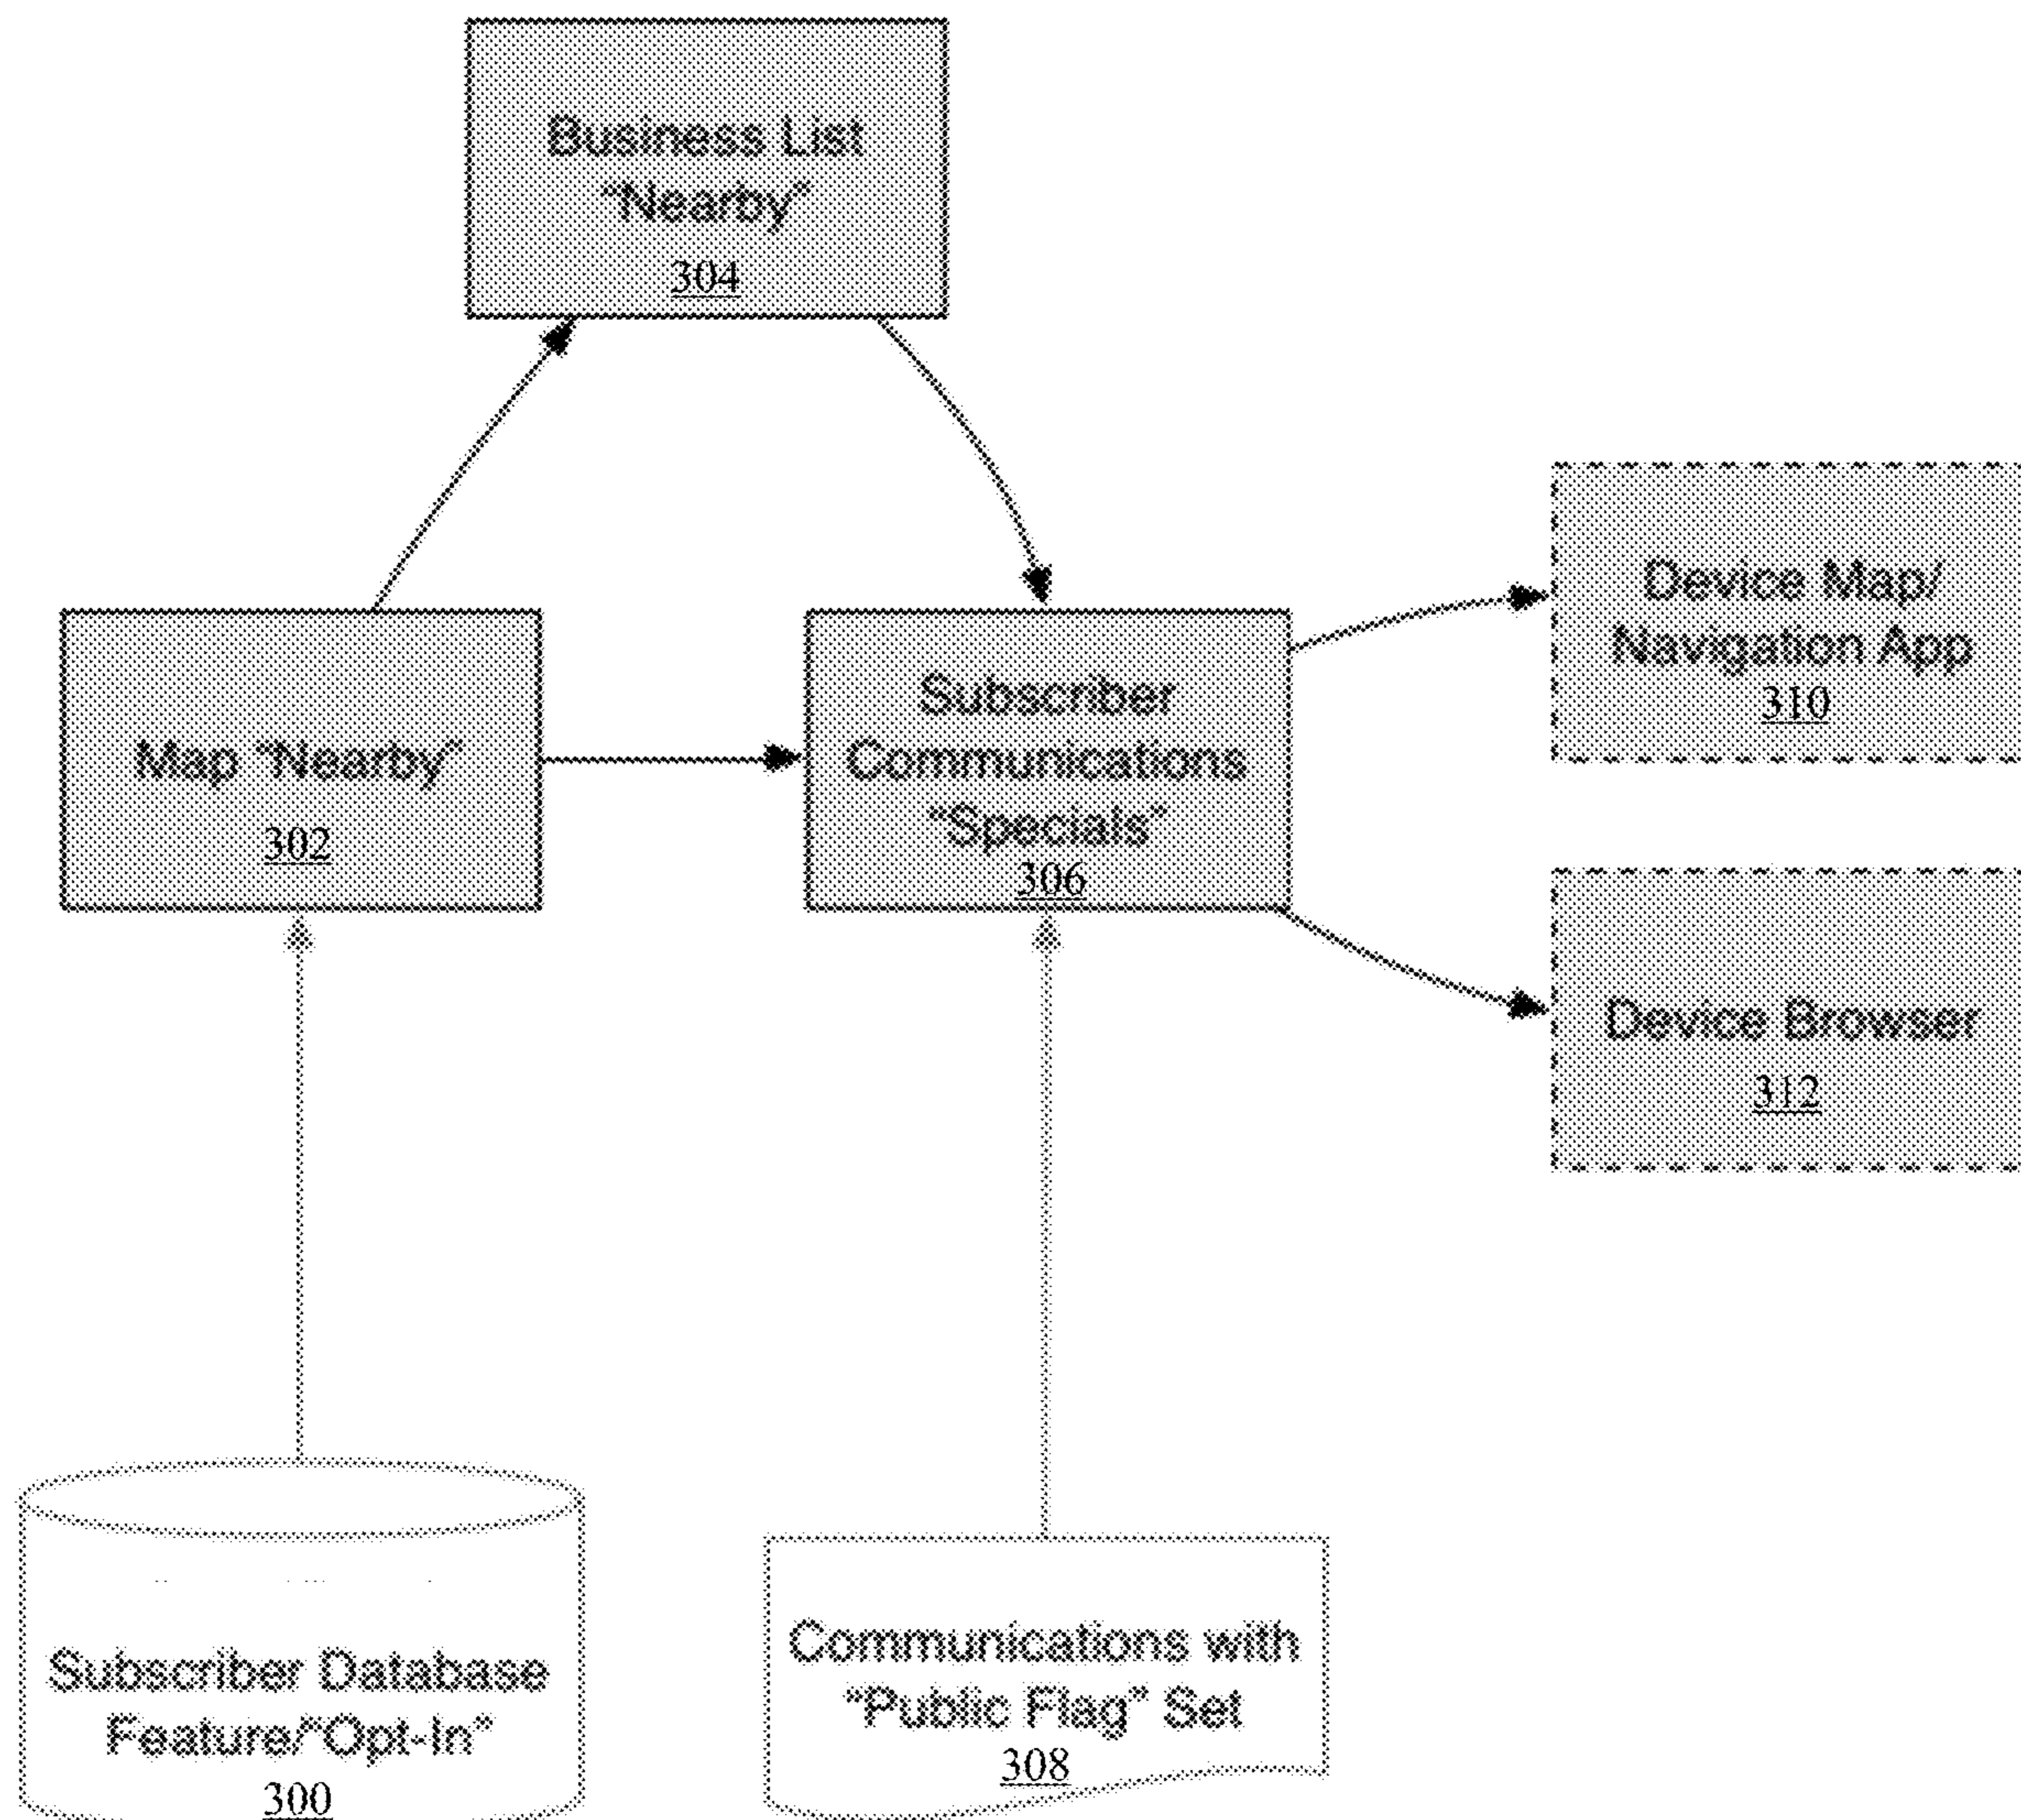 Business List
“Nearby”
304
Device Map/
Navigation App
310
Map “Nearby”
302
Subscriber
Communications
“Specials”
306
Device Browser
312
Subscriber Database
Feature/“Opt-In”
300
Communications with
“Public Flag” Set
308